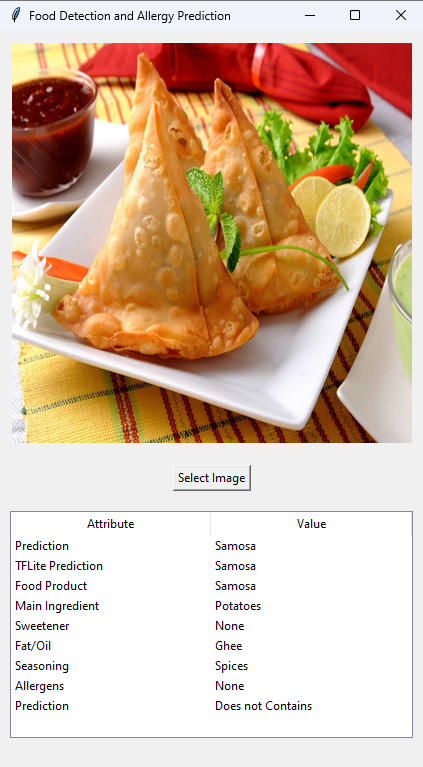 Food Detection and Allergy Prediction
Select Image
Attribute Value
Prediction Samosa
TFLite Prediction Samosa
Food Product Samosa
Main Ingredient Potatoes
Sweetener None
Fat/Oil Ghee
Seasoning Spices
Allergens None
Prediction Does not Contains